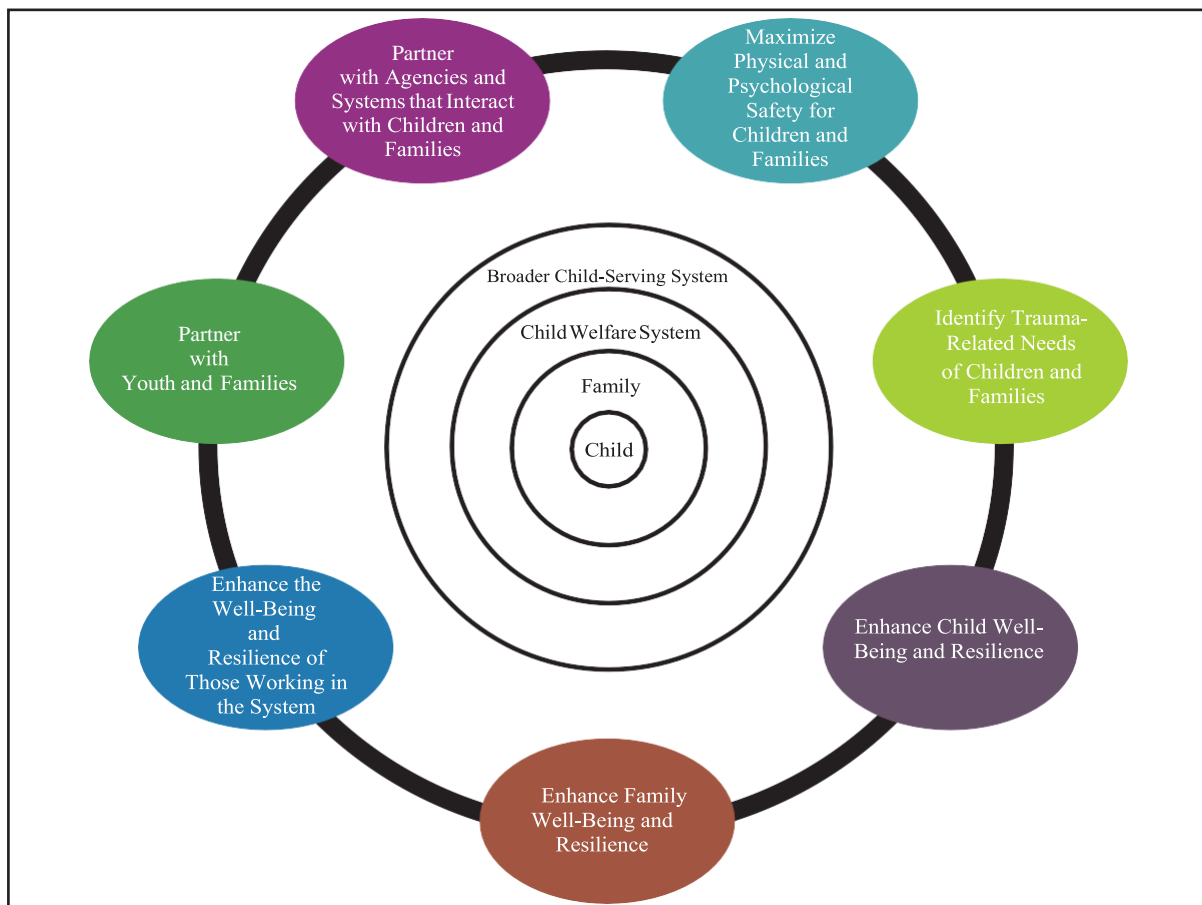 Partner
with Agencies and
Systems that Interact
with Children and
Families
Maximize
Physical and
Psychological
Safety for
Children and
Families
Identify Trauma-
Related Needs
of Children and
Families
Enhance Child Well-
Being and Resilience
Enhance Family
Well-Being and
Resilience
Enhance the
Well-Being
and
Resilience of
Those Working in
the System
Partner
with
Youth and Families
Broader Child-Serving System
Child Welfare System
Family
Child